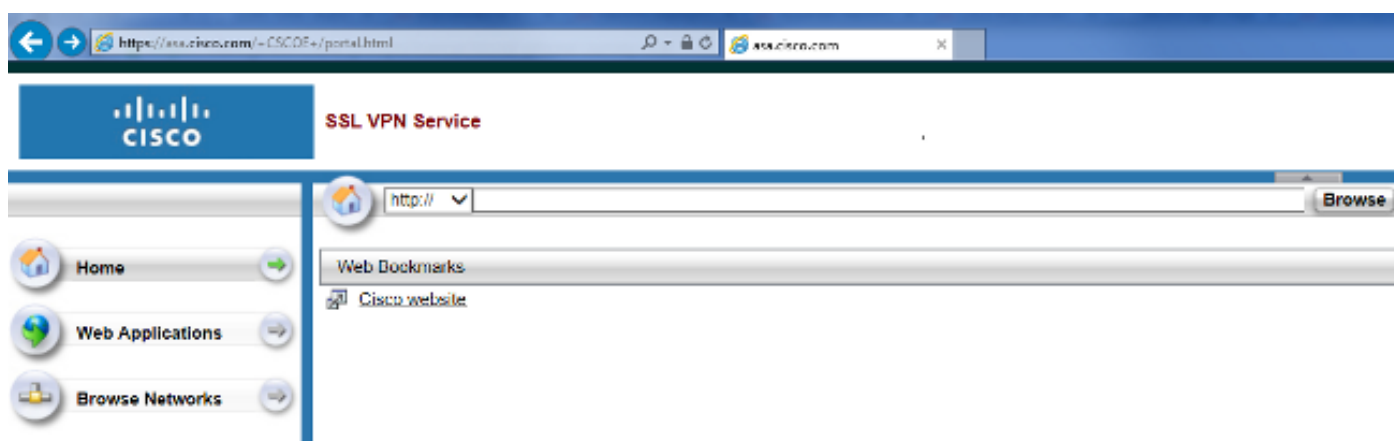 https://asa.cisco.com/+CSCOE+/portal.html
asa.cisco.com
CISCO
SSL VPN Service
http://
Browse
Home
Web Bookmarks
Cisco website
Web Applications
Browse Networks